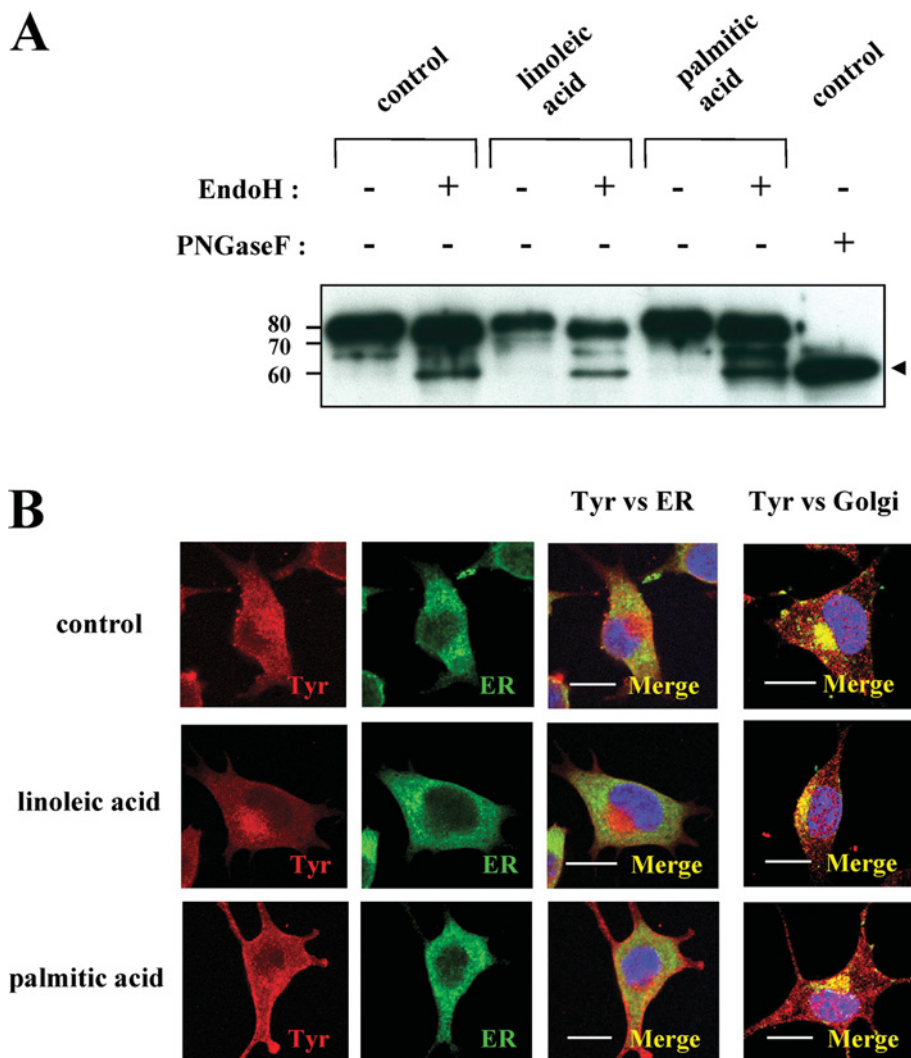 A
control
linoleic
acid
palmitic
acid
control
EndoH : - + - + - + -
PNGaseF : - - - - - - +
80
70
60
B
Tyr vs ER Tyr vs Golgi
control
Tyr ER Merge Merge
linoleic acid
Tyr ER Merge Merge
palmitic acid
Tyr ER Merge Merge